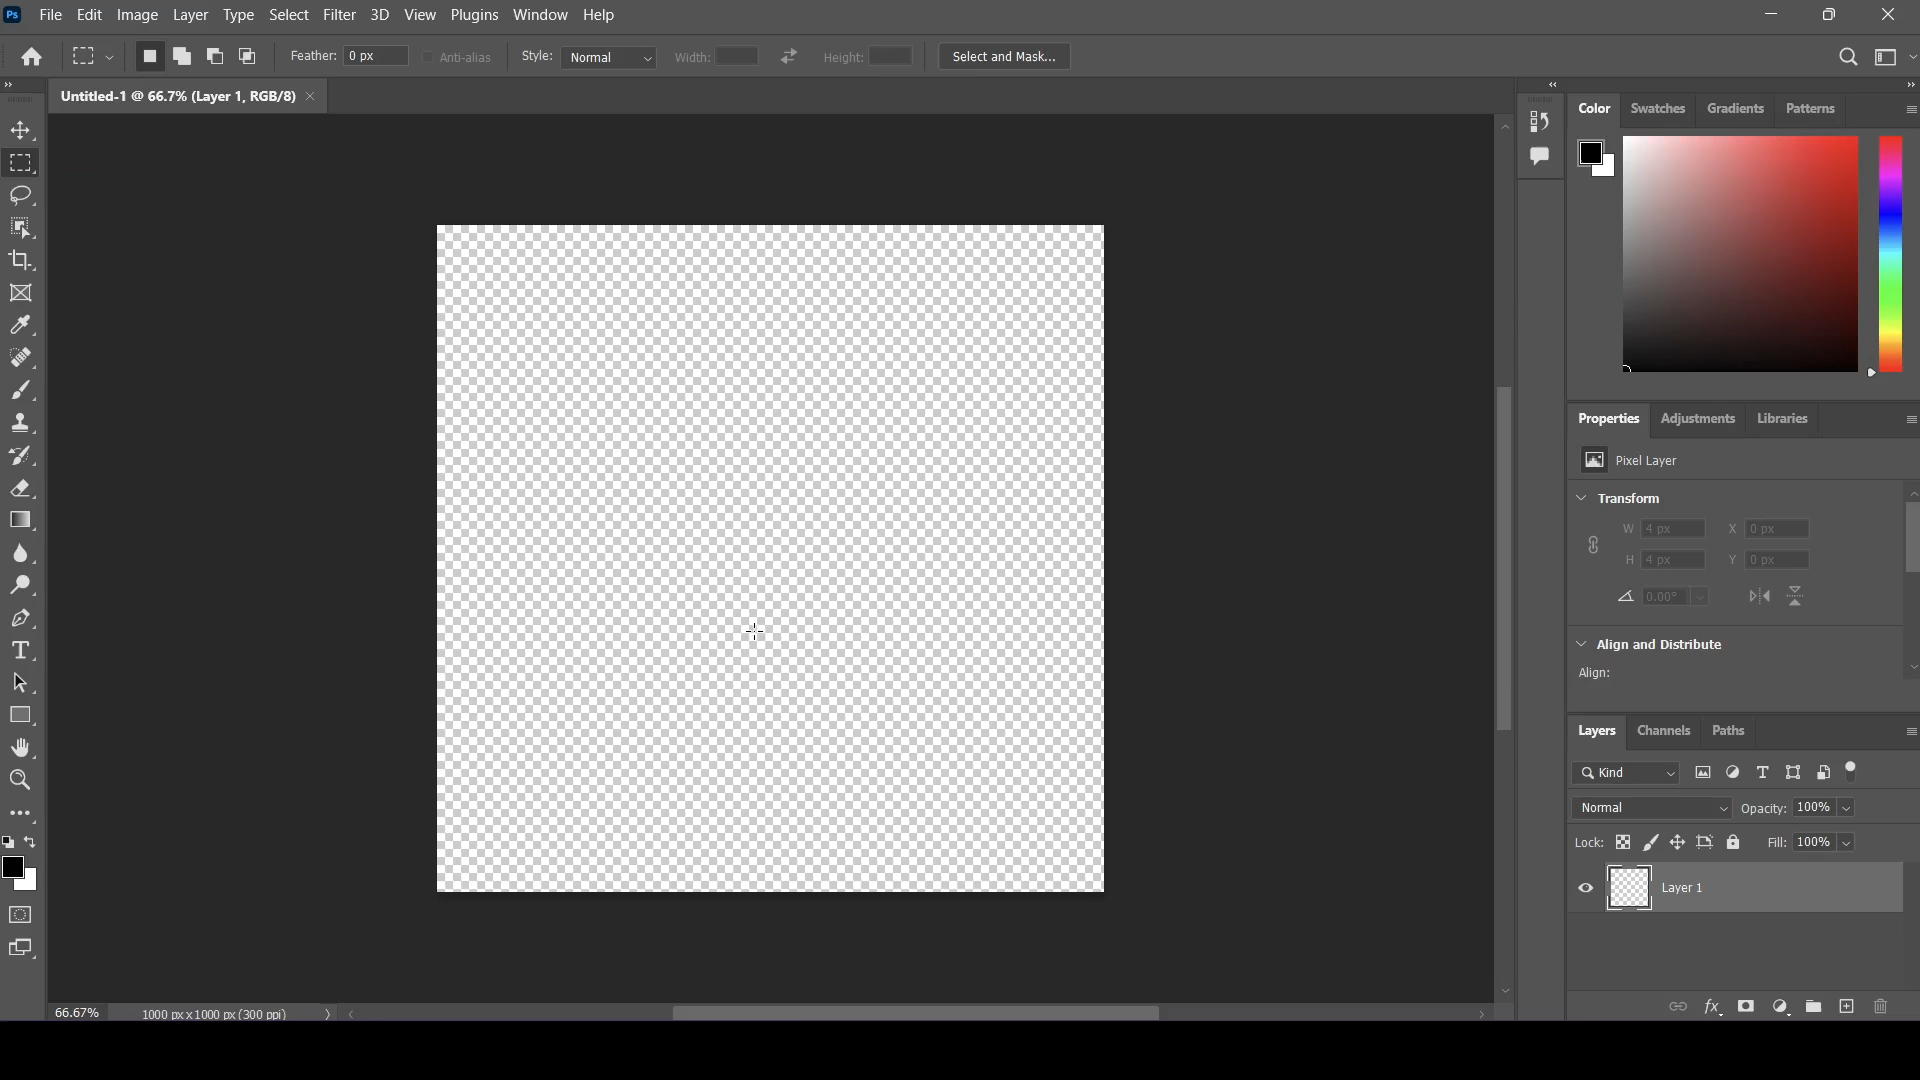 Ps File Edit Image Layer Type Select Filter 3D View Plugins Window Help
Feather: 0 px Anti-alias Style: Normal Width: Height: Select and Mask...
Untitled-1 @ 66.7% (Layer 1, RGB/8)
Color Swatches Gradients Patterns
Properties Adjustments Libraries
Pixel Layer
Transform
W 4 px X 0 px
H 4 px Y 0 px
0.00°
Align and Distribute
Align:
Layers Channels Paths
Kind
Normal Opacity: 100%
Lock: Fill: 100%
Layer 1
fx
66.67% 1000 px x 1000 px (300 ppi)